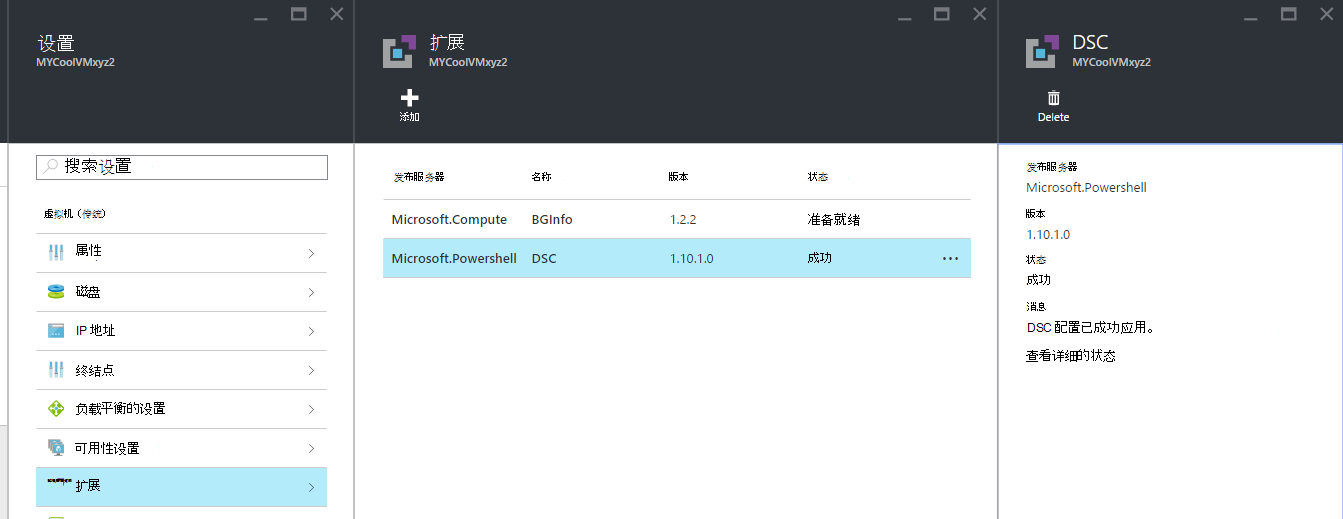 设置
MYCoolVMxyz2
搜索设置
虚拟机（传统）
属性
磁盘
IP 地址
终结点
负载平衡的设置
可用性设置
扩展
扩展
MYCoolVMxyz2
添加
发布服务器 名称 版本 状态
Microsoft.Compute BGInfo 1.2.2 准备就绪
Microsoft.Powershell DSC 1.10.1.0 成功 ...
DSC
MYCoolVMxyz2
Delete
发布服务器
Microsoft.Powershell
版本
1.10.1.0
状态
成功
消息
DSC 配置已成功应用。
查看详细的状态